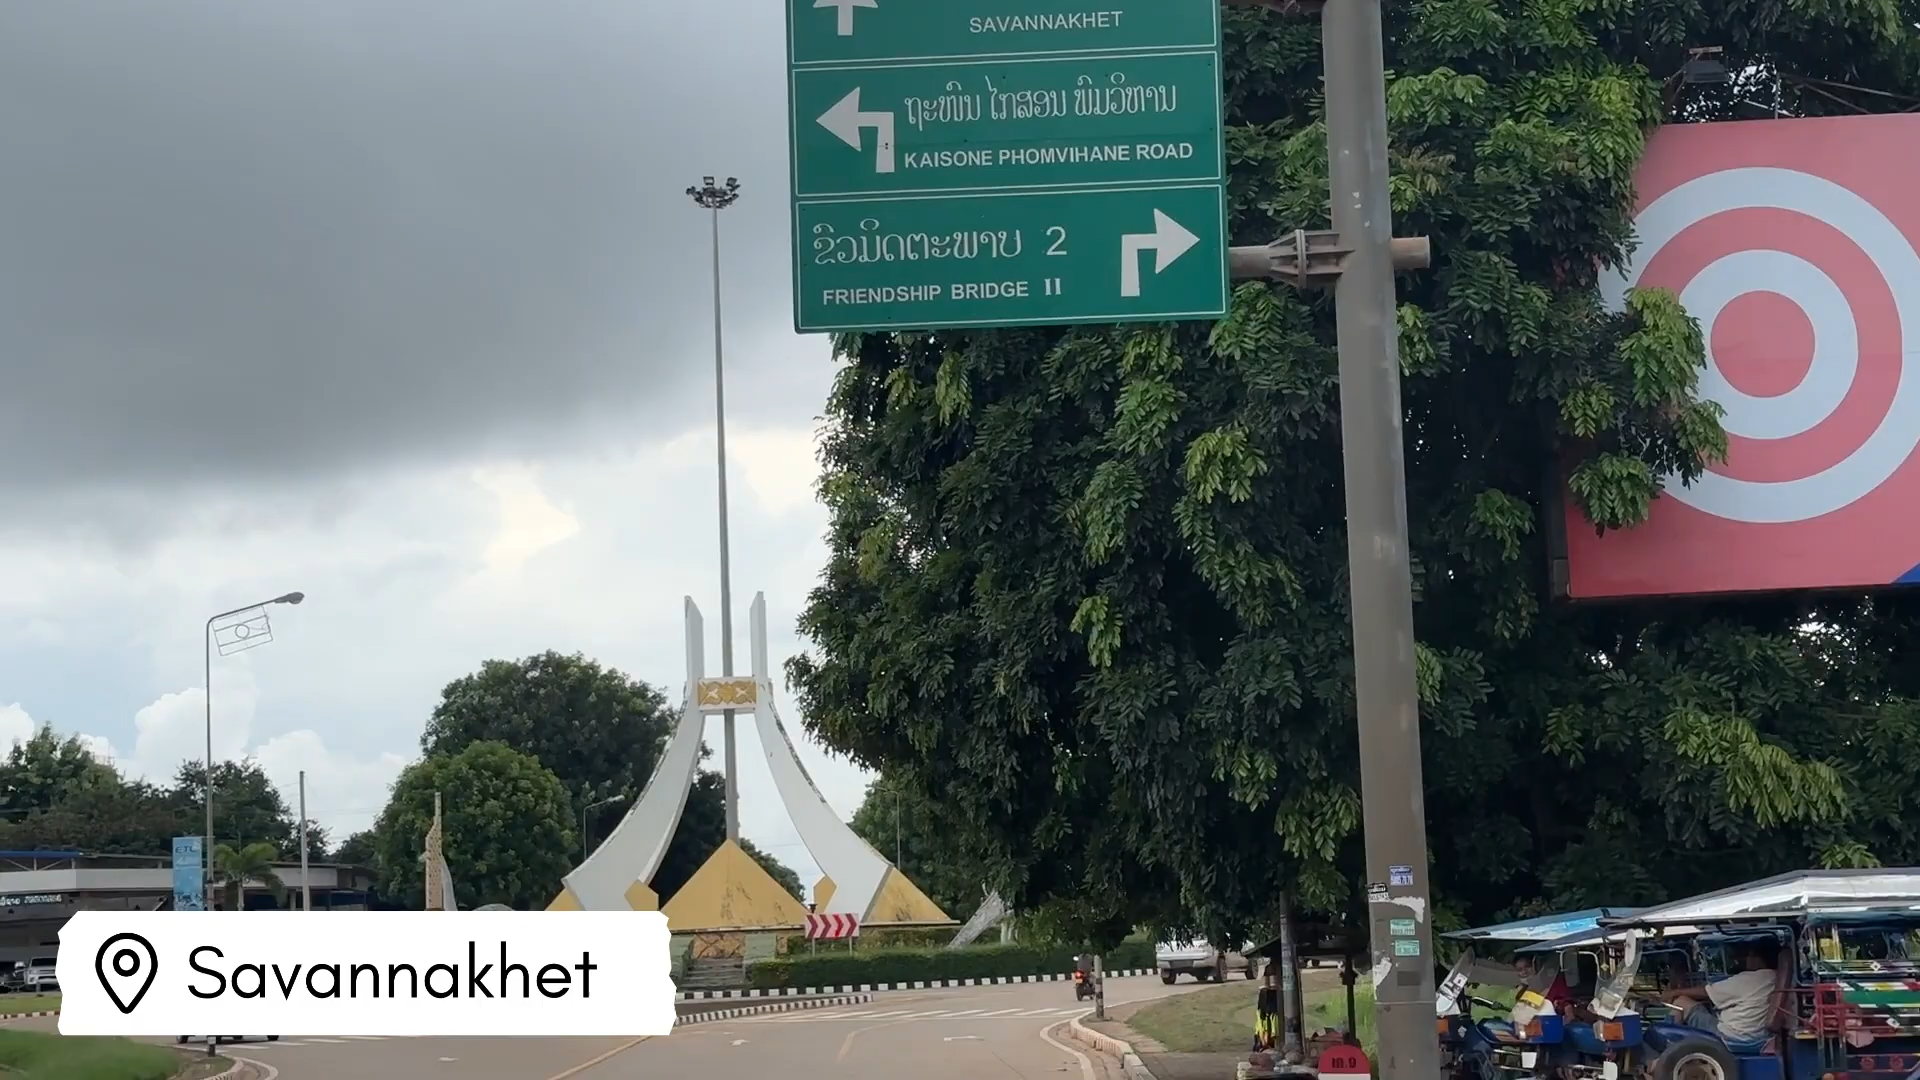 SAVANNAKHET
ຖະໜົນ ໄກສອນ ພົມວິຫານ
KAISONE PHOMVIHANE ROAD
ຂົວມິດຕະພາບ 2
FRIENDSHIP BRIDGE II
ETL
Savannakhet